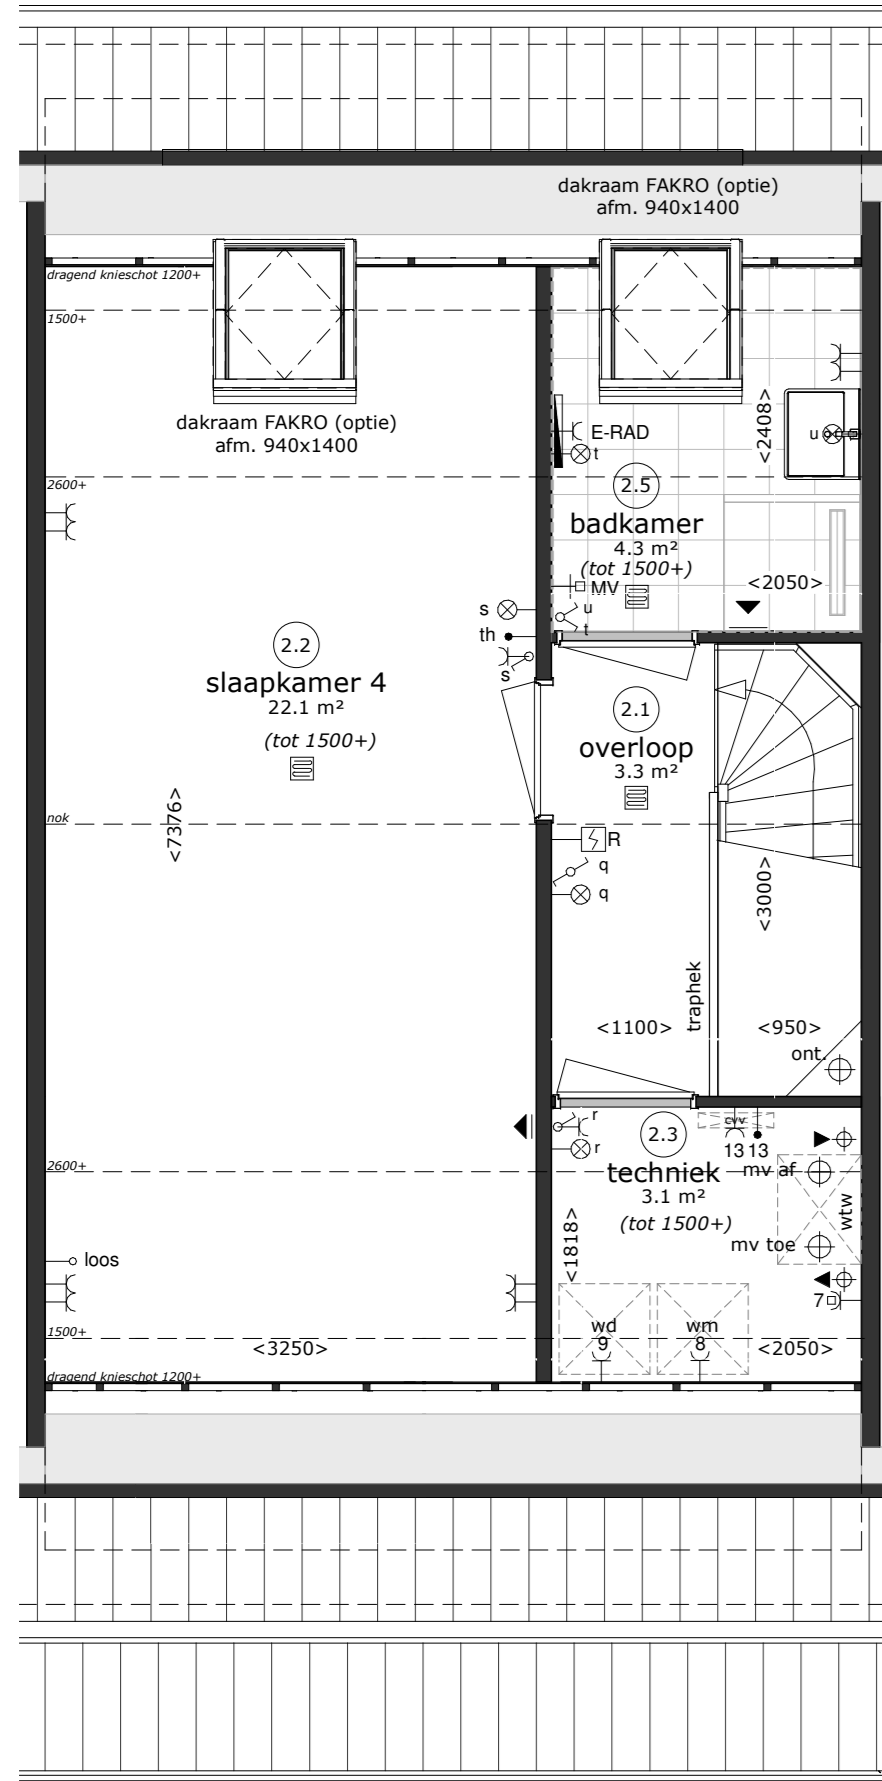 dakraam FAKRO (optie)
afm. 940x1400
dragend knieschot 1200+
1500+
dakraam FAKRO (optie)
afm. 940x1400
<2408>
u
E-RAD
t
2600+
2.5
badkamer
4.3 m²
(tot 1500+)
MV
<2050>
u
t
s
th
s
2.2
slaapkamer 4
22.1 m²
(tot 1500+)
2.1
overloop
3.3 m²
nok
<7376>
R
q
q
<3000>
traphek
<1100>
<950>
ont.
r
r
2.3
techniek
3.1 m²
(tot 1500+)
cvv
13 13
mv af
wtw
mv toe
2600+
<1818>
loos
7
wd
9
wm
8
1500+
<3250>
<2050>
dragend knieschot 1200+